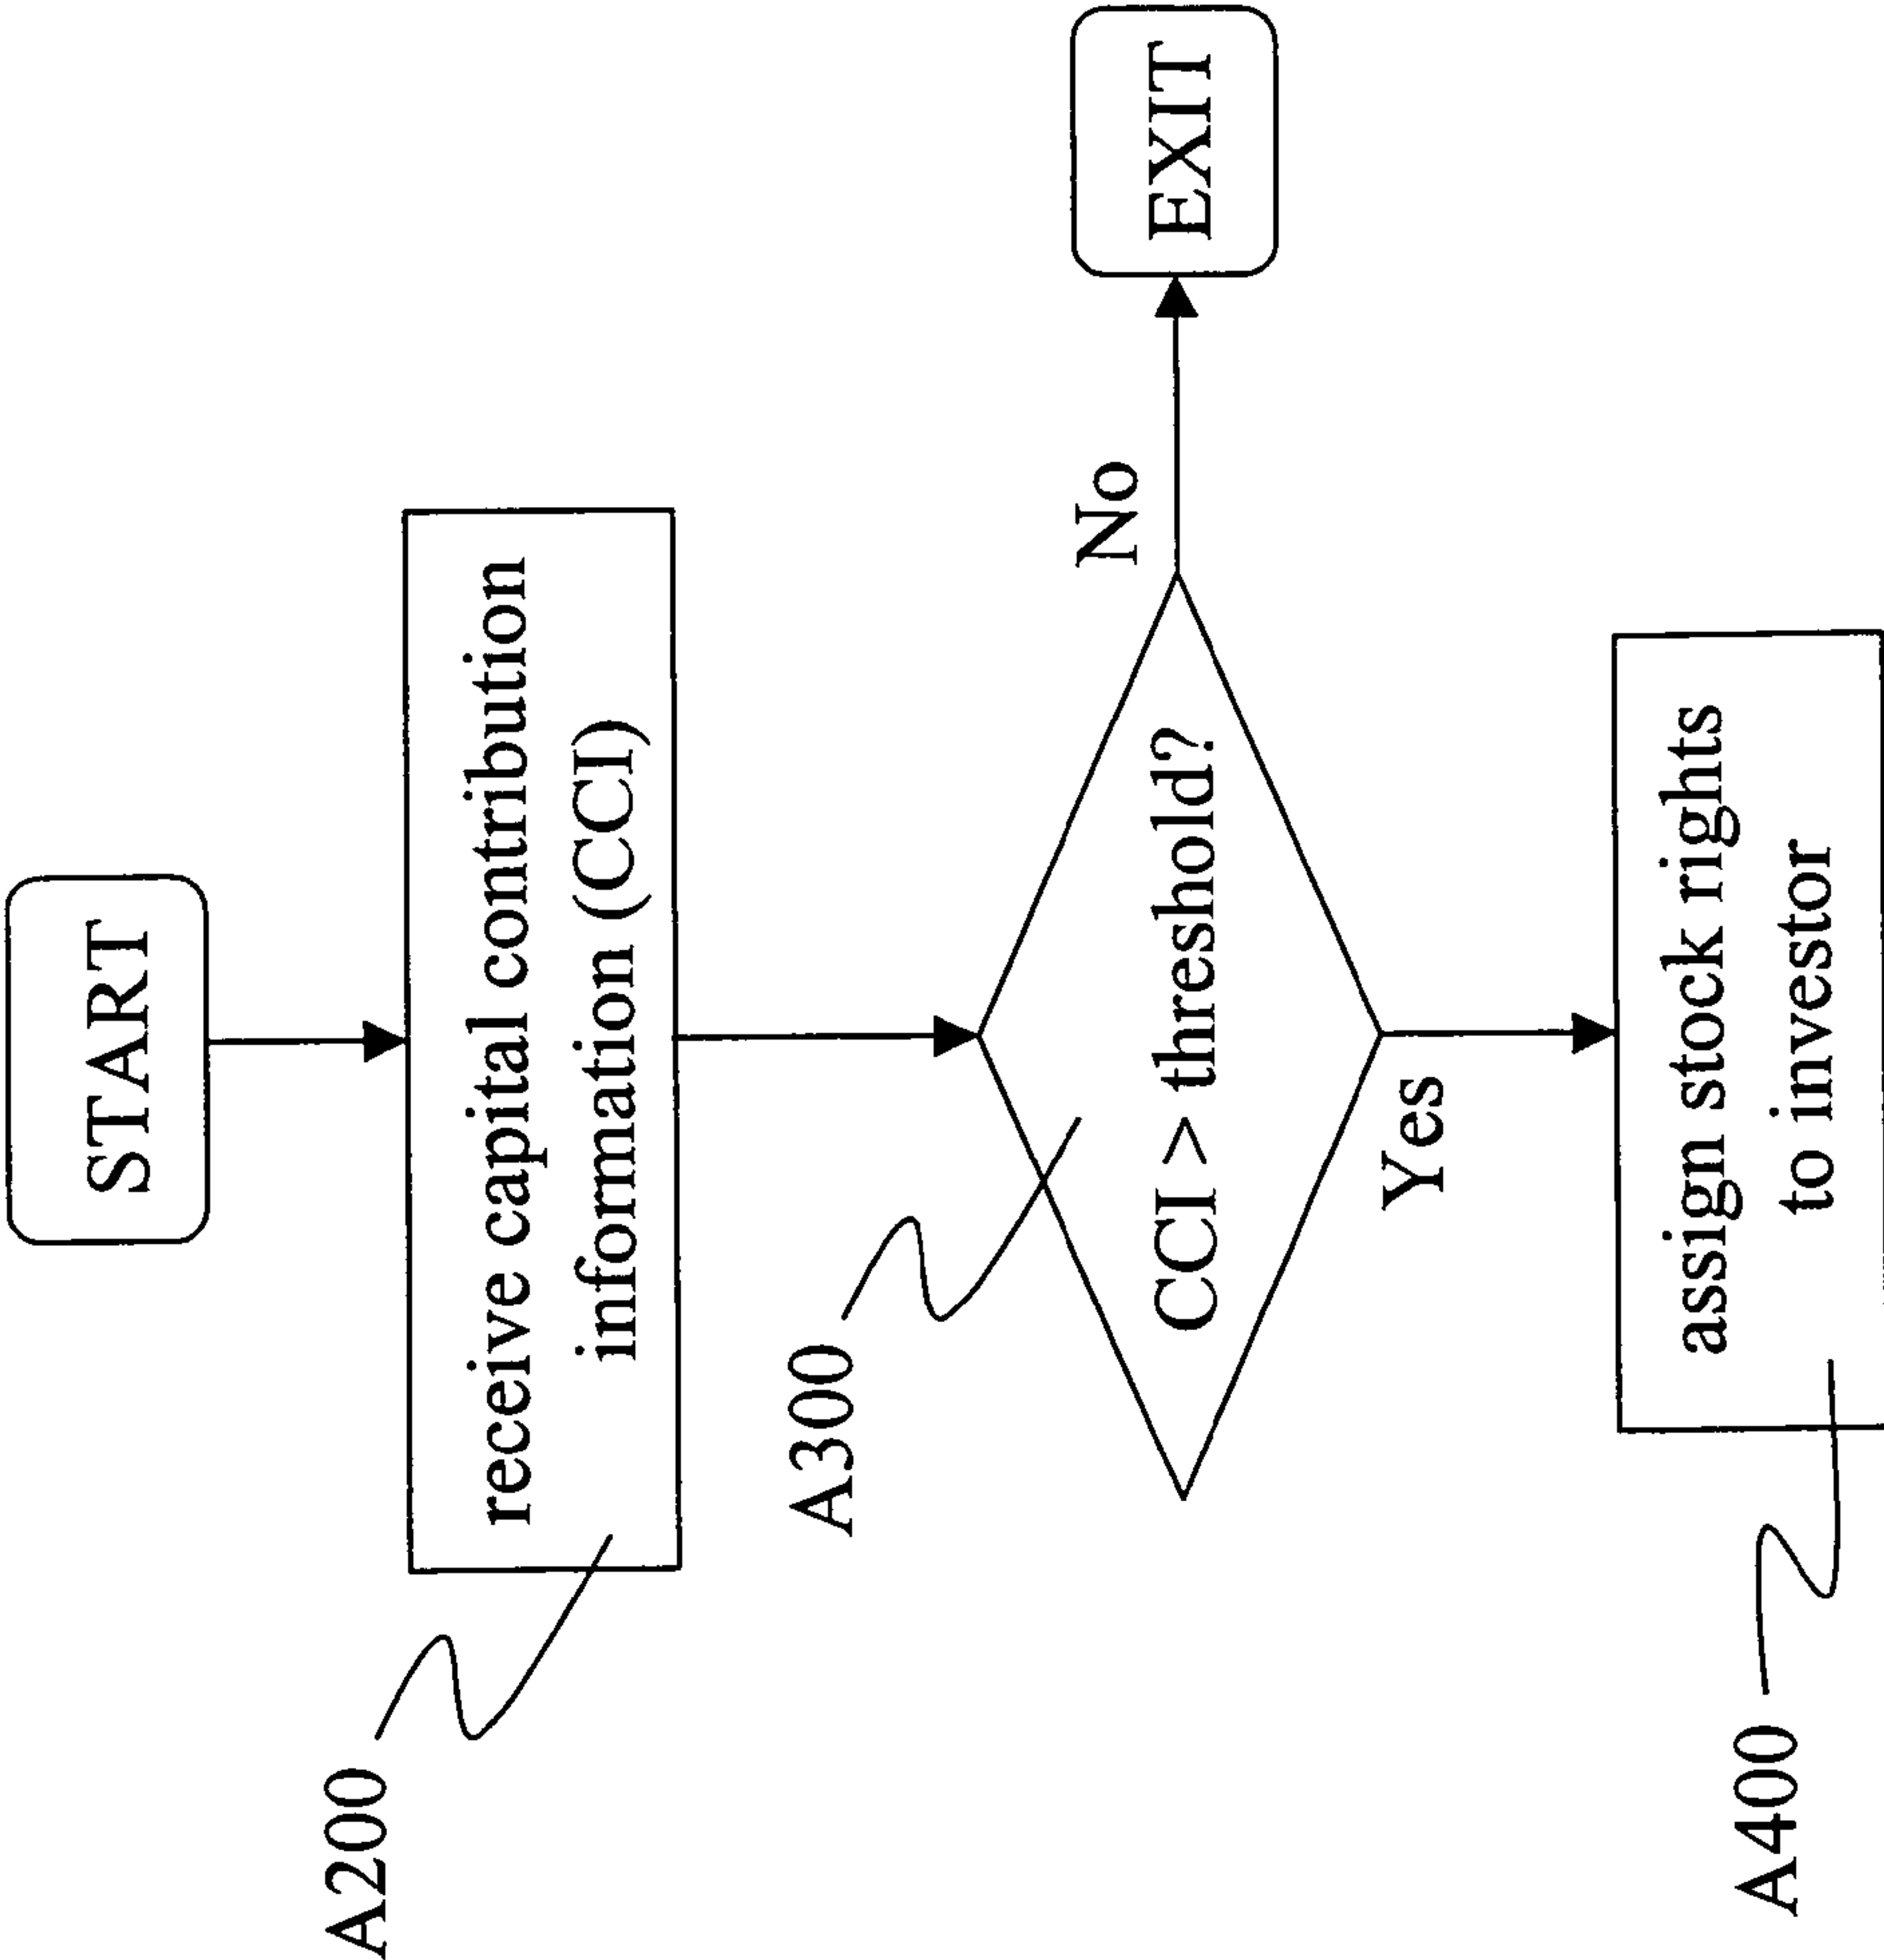 START
A200
receive capital contribution
information (CCI)
A300
CCI > threshold?
No
EXIT
Yes
A400
assign stock rights
to investor